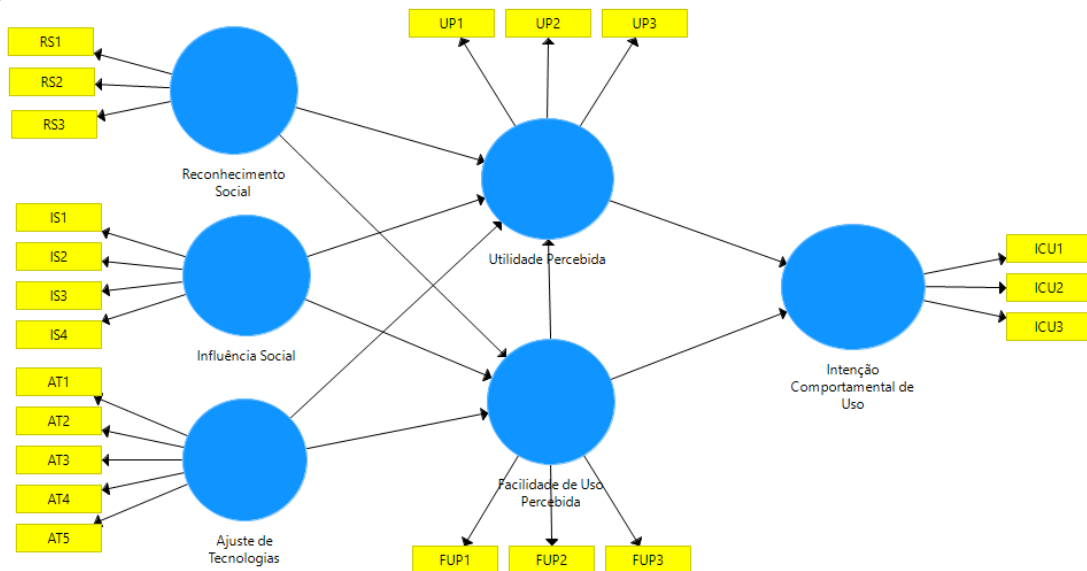 UP1
UP2
UP3
RS1
RS2
RS3
Reconhecimento
Social
IS1
IS2
IS3
IS4
Influência Social
Utilidade Percebida
ICU1
ICU2
ICU3
Intenção
Comportamental de
Uso
AT1
AT2
AT3
AT4
AT5
Ajuste de
Tecnologias
Facilidade de Uso
Percebida
FUP1
FUP2
FUP3